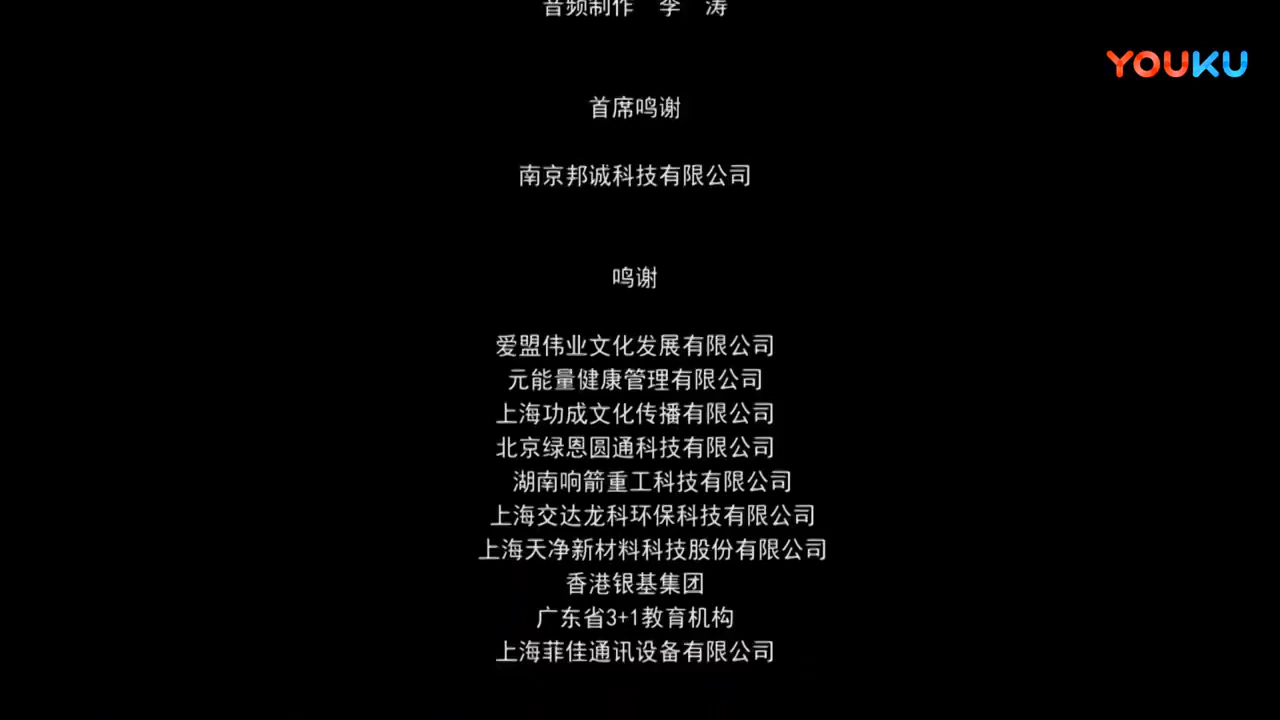 音频制作 李 涛
YOUKU
首席鸣谢
南京邦诚科技有限公司
鸣谢
爱盟伟业文化发展有限公司
元能量健康管理有限公司
上海功成文化传播有限公司
北京绿恩圆通科技有限公司
湖南响箭重工科技有限公司
上海交达龙科环保科技有限公司
上海天净新材料科技股份有限公司
香港银基集团
广东省3+1教育机构
上海菲佳通讯设备有限公司